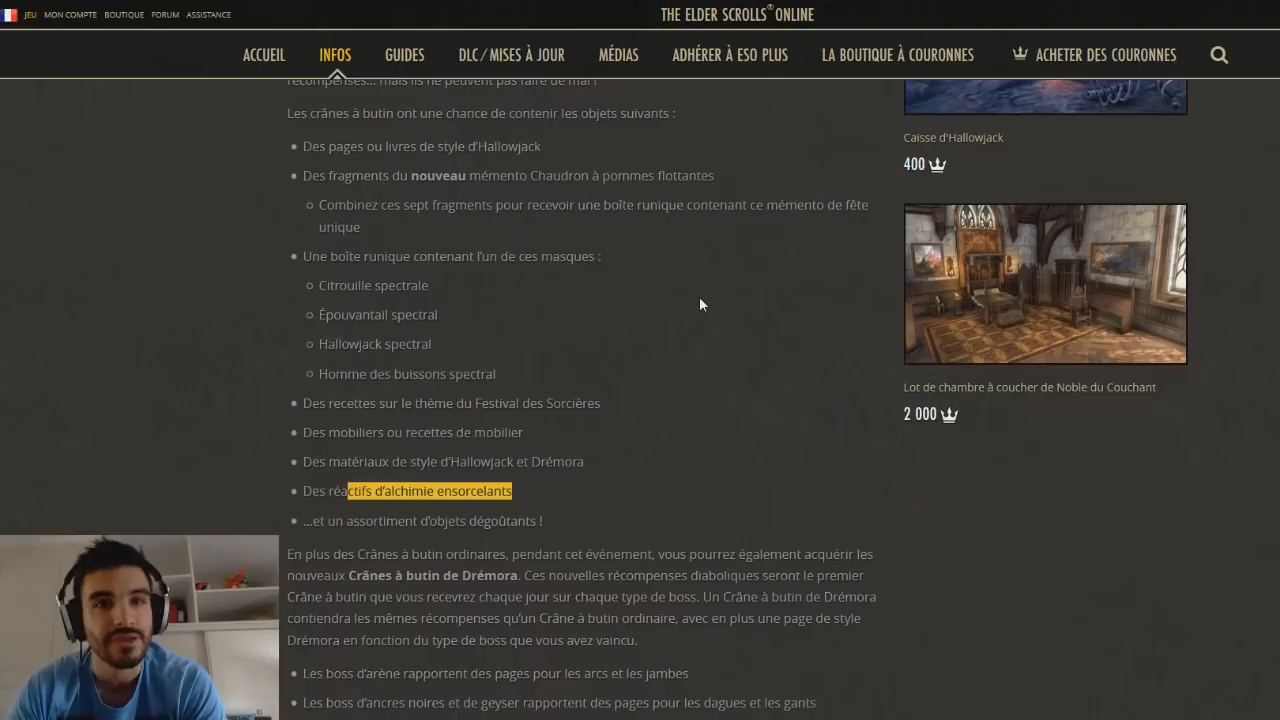 JEU MON COMPTE BOUTIQUE FORUM ASSISTANCE
THE ELDER SCROLLS® ONLINE
ACCUEIL INFOS GUIDES DLC / MISES À JOUR MÉDIAS ADHÉRER À ESO PLUS LA BOUTIQUE À COURONNES ACHETER DES COURONNES
récompenses... mais ils ne peuvent pas faire de mal !
Les crânes à butin ont une chance de contenir les objets suivants :
Des pages ou livres de style d'Hallowjack
Des fragments du nouveau mémento Chaudron à pommes flottantes
Combinez ces sept fragments pour recevoir une boîte runique contenant ce mémento de fête
unique
Une boîte runique contenant l'un de ces masques :
Citrouille spectrale
Épouvantail spectral
Hallowjack spectral
Homme des buissons spectral
Des recettes sur le thème du Festival des Sorcières
Des mobiliers ou recettes de mobilier
Des matériaux de style d'Hallowjack et Drémora
Des réactifs d'alchimie ensorcelants
...et un assortiment d'objets dégoûtants !
En plus des Crânes à butin ordinaires, pendant cet événement, vous pourrez également acquérir les
nouveaux Crânes à butin de Drémora. Ces nouvelles récompenses diaboliques seront le premier
Crâne à butin que vous recevrez chaque jour sur chaque type de boss. Un Crâne à butin de Drémora
contiendra les mêmes récompenses qu'un Crâne à butin ordinaire, avec en plus une page de style
Drémora en fonction du type de boss que vous avez vaincu.
Les boss d'arène rapportent des pages pour les arcs et les jambes
Les boss d'ancres noires et de geyser rapportent des pages pour les dagues et les gants
Caisse d'Hallowjack
400
Lot de chambre à coucher de Noble du Couchant
2 000